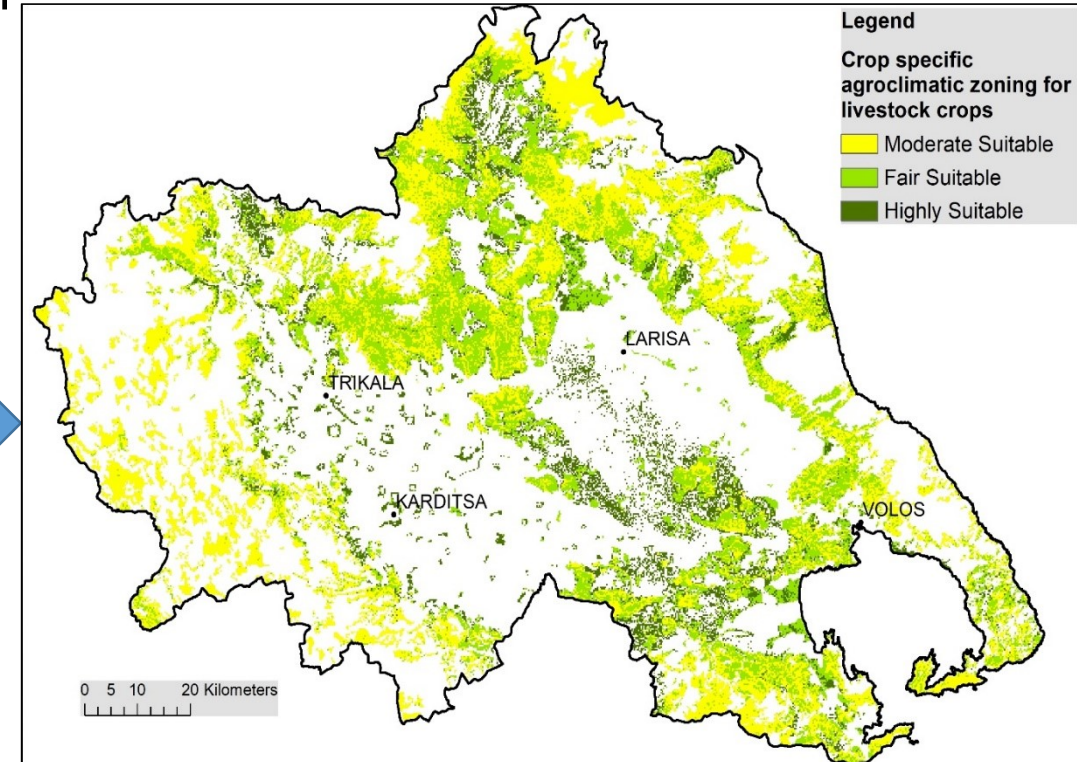 Legend
Crop specific
agroclimatic zoning for
livestock crops
Moderate Suitable
Fair Suitable
Highly Suitable
LARISA
TRIKALA
KARDITSA
VOLOS
0 5 10 20 Kilometers